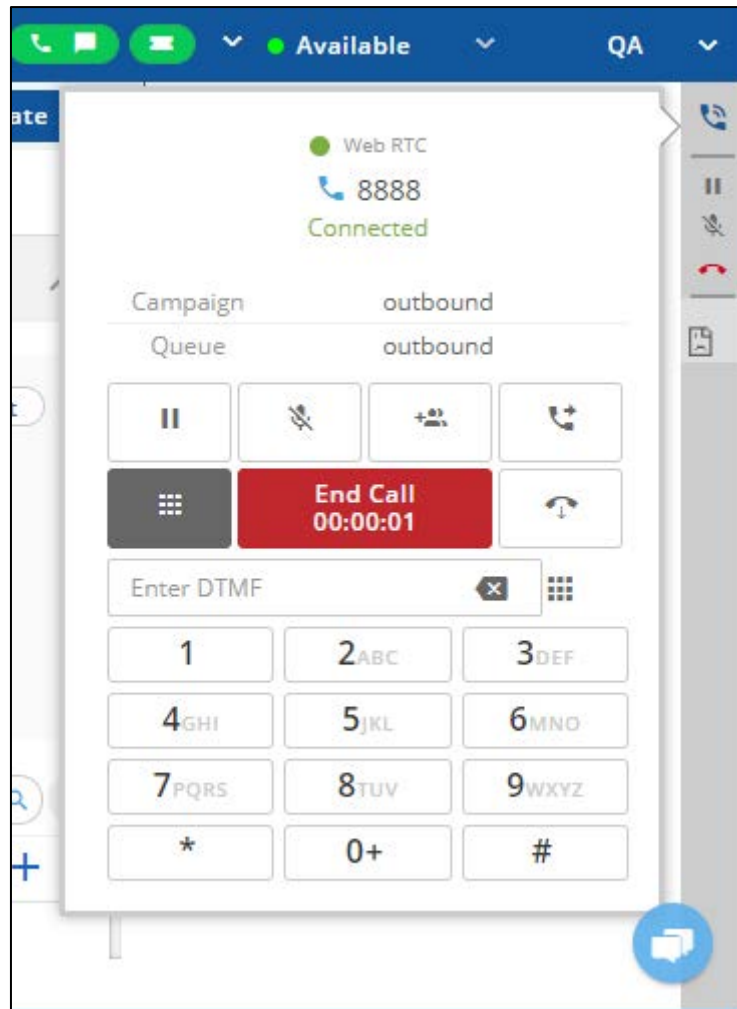 Available QA
ate
Web RTC
8888
Connected
Campaign outbound
Queue outbound
End Call
00:00:01
Enter DTMF
1 2ABC 3DEF
4GHI 5JKL 6MNO
7PQRS 8TUV 9WXYZ
* 0+ #